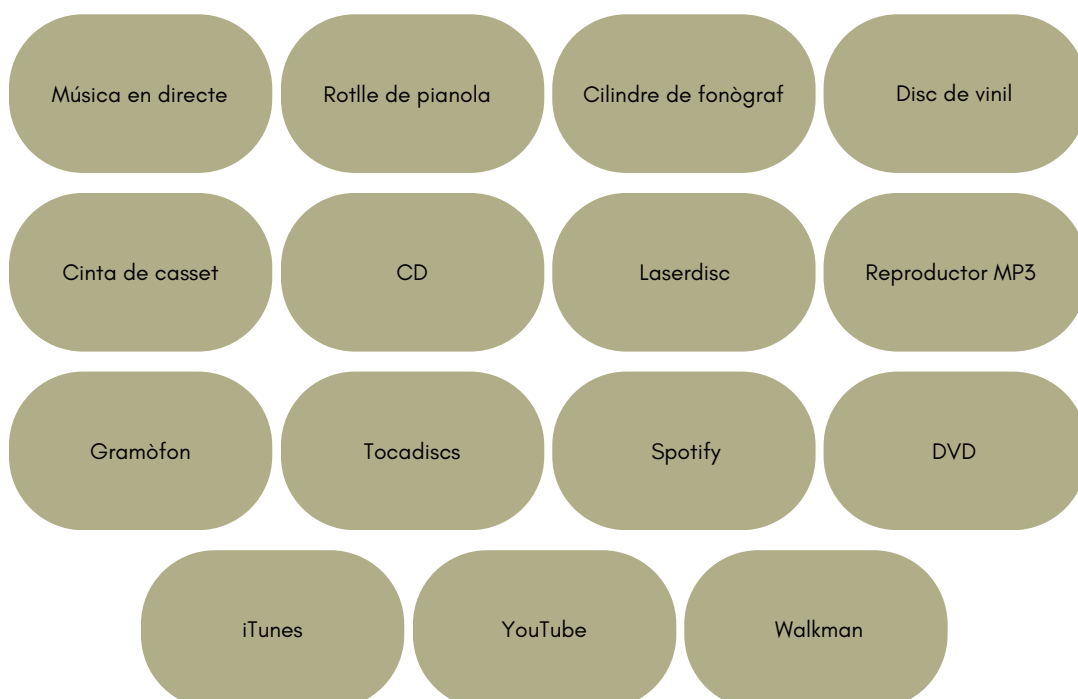 Música en directe
Rotlle de pianola
Cilindre de fonògraf
Disc de vinil
Cinta de casset
CD
Laserdisc
Reproductor MP3
Gramòfon
Tocadiscs
Spotify
DVD
iTunes
YouTube
Walkman